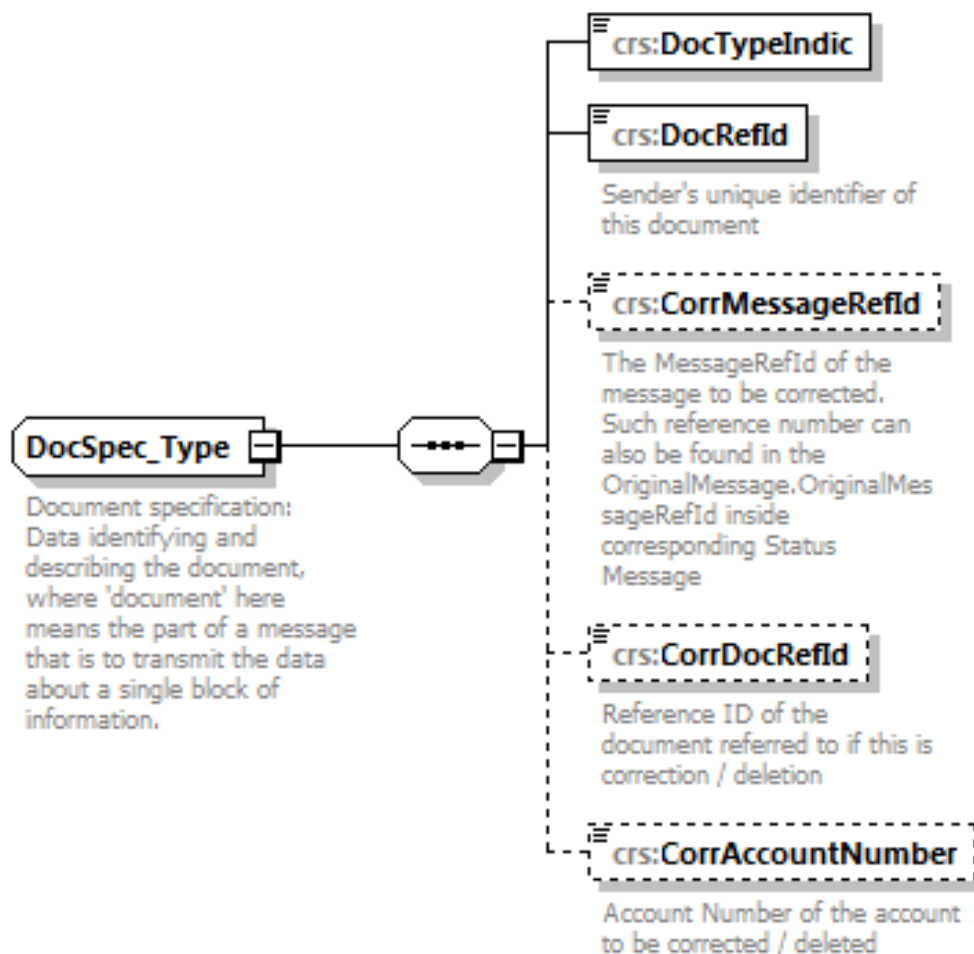 crs:DocTypeIndic
crs:DocRefId
Sender's unique identifier of
this document
crs:CorrMessageRefId
The MessageRefId of the
message to be corrected.
Such reference number can
also be found in the
OriginalMessage.OriginalMes
sageRefId inside
corresponding Status
Message
DocSpec_Type
Document specification:
Data identifying and
describing the document,
where 'document' here
means the part of a message
that is to transmit the data
about a single block of
information.
crs:CorrDocRefId
Reference ID of the
document referred to if this is
correction / deletion
crs:CorrAccountNumber
Account Number of the account
to be corrected / deleted